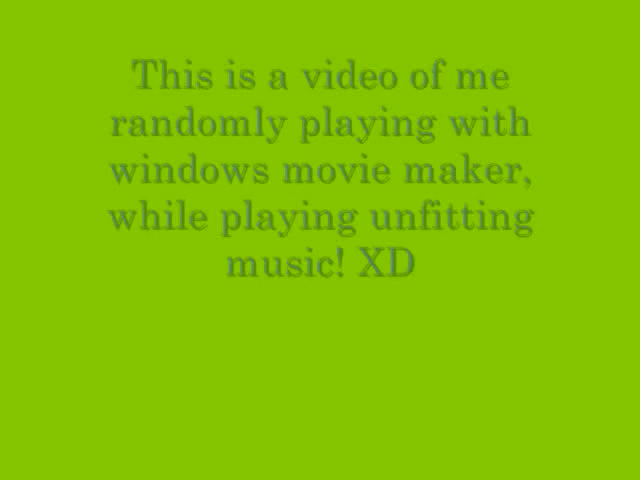 This is a video of me
randomly playing with
windows movie maker,
while playing unfitting
music! XD